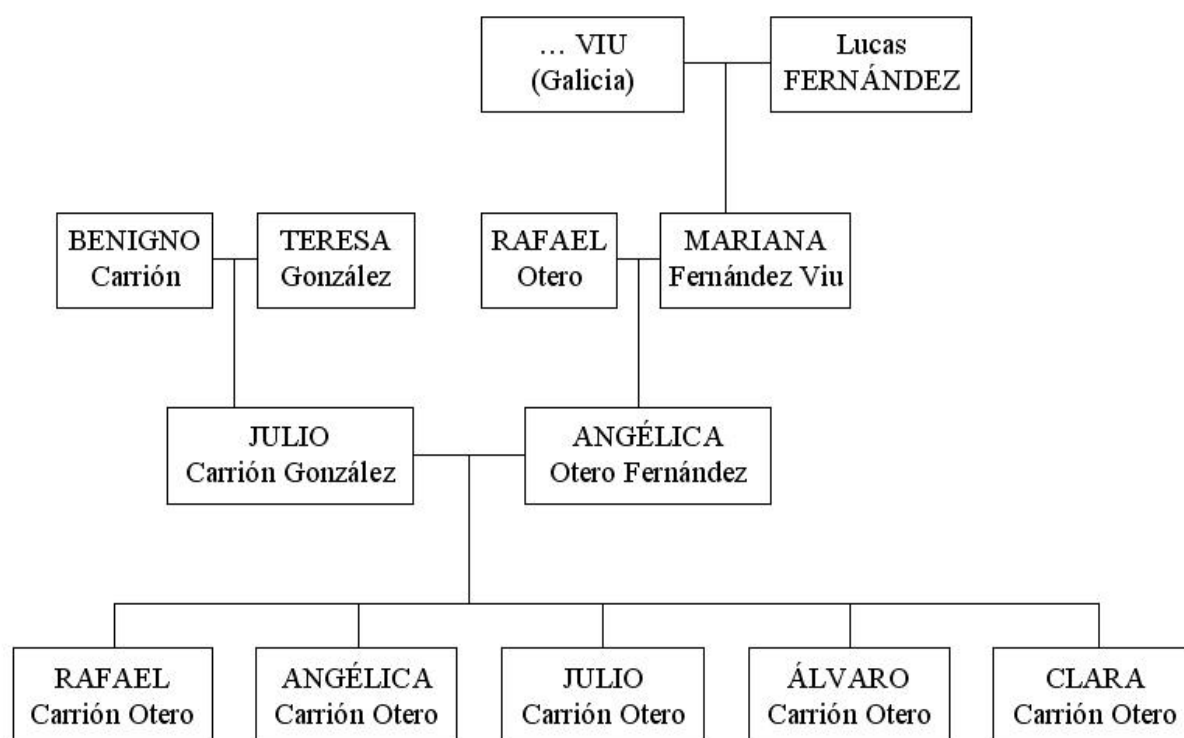 … VIU
(Galicia)
Lucas
FERNÁNDEZ
BENIGNO
Carrión
TERESA
González
RAFAEL
Otero
MARIANA
Fernández Viu
JULIO
Carrión González
ANGÉLICA
Otero Fernández
RAFAEL
Carrión Otero
ANGÉLICA
Carrión Otero
JULIO
Carrión Otero
ÁLVARO
Carrión Otero
CLARA
Carrión Otero